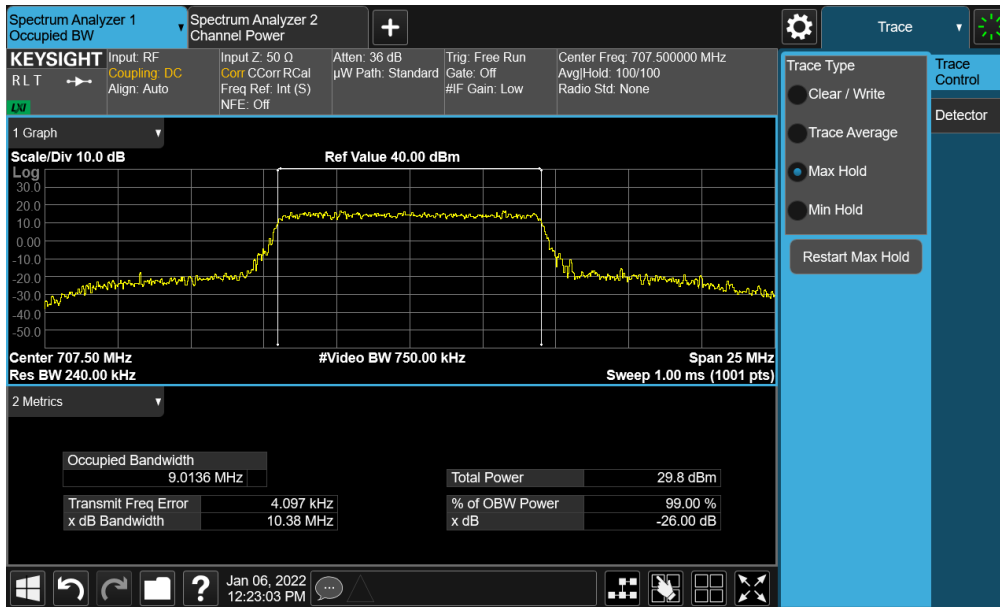 Spectrum Analyzer 1
Occupied BW
Spectrum Analyzer 2
Channel Power
Trace
KEYSIGHT
RLT
LXI
Input: RF
Coupling: DC
Align: Auto
Input Z: 50 Ω
Corr CCorr RCal
Freq Ref: Int (S)
NFE: Off
Atten: 36 dB
µW Path: Standard
Trig: Free Run
Gate: Off
#IF Gain: Low
Center Freq: 707.500000 MHz
Avg|Hold: 100/100
Radio Std: None
Trace Type
Clear / Write
Trace Average
Max Hold
Min Hold
Restart Max Hold
Trace
Control
Detector
1 Graph
Scale/Div 10.0 dB
Ref Value 40.00 dBm
Log
30.0
20.0
10.0
0.00
-10.0
-20.0
-30.0
-40.0
-50.0
Center 707.50 MHz
#Video BW 750.00 kHz
Span 25 MHz
Res BW 240.00 kHz
Sweep 1.00 ms (1001 pts)
2 Metrics
Occupied Bandwidth
9.0136 MHz
Total Power 29.8 dBm
Transmit Freq Error 4.097 kHz
% of OBW Power 99.00 %
x dB Bandwidth 10.38 MHz
x dB -26.00 dB
?
Jan 06, 2022
12:23:03 PM